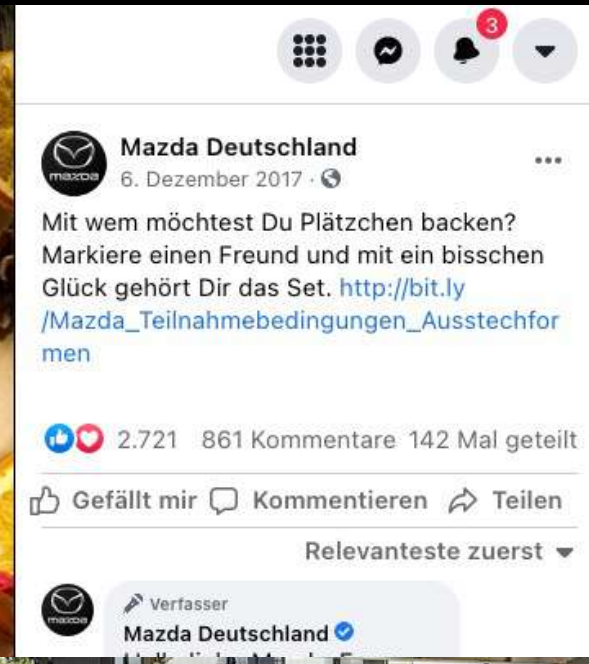 3
Mazda Deutschland
6. Dezember 2017 ·
mazda
Mit wem möchtest Du Plätzchen backen?
Markiere einen Freund und mit ein bisschen
Glück gehört Dir das Set. http://bit.ly
/Mazda_Teilnahmebedingungen_Ausstechfor
men
2.721 861 Kommentare 142 Mal geteilt
Gefällt mir Kommentieren Teilen
Relevanteste zuerst
Verfasser
mazda
Mazda Deutschland